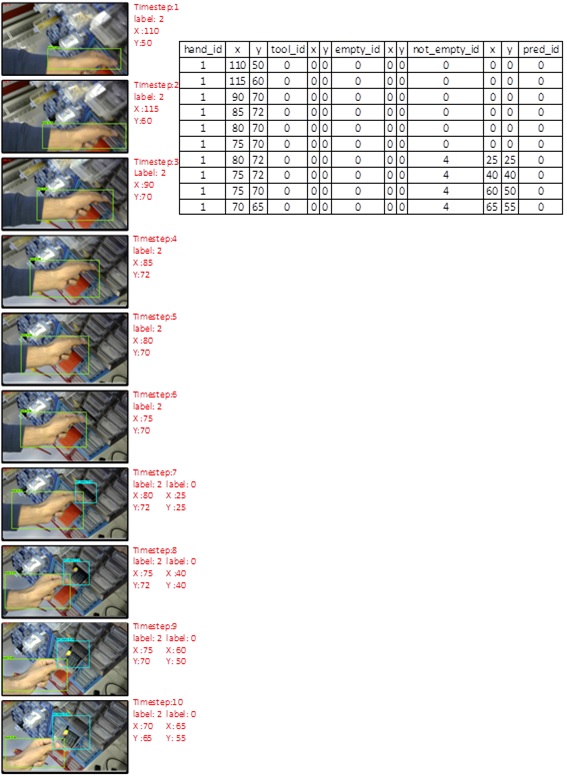 Timestep:1
label: 2
X :110
Y:50
Timestep:2
label: 2
X :115
Y:60
Timestep:3
Label: 2
X :90
Y:70
Timestep:4
label: 2
X :85
Y:72
Timestep:5
label: 2
X :80
Y:70
Timestep:6
label: 2
X :75
Y:70
Timestep:7
label: 2 label: 0
X :80 X :25
Y:72 Y :25
Timestep:8
label: 2 label: 0
X :75 X :40
Y:72 Y :40
Timestep:9
label: 2 label: 0
X :75 X :60
Y:70 Y: 50
Timestep:10
label: 2 label: 0
X :70 X :65
Y :65 Y: 55
hand_id x y tool_id x y empty_id x y not_empty_id x y pred_id
1 110 50 0 0 0 0 0 0 0 0 0 0
1 115 60 0 0 0 0 0 0 0 0 0 0
1 90 70 0 0 0 0 0 0 0 0 0 0
1 85 72 0 0 0 0 0 0 0 0 0 0
1 80 70 0 0 0 0 0 0 0 0 0 0
1 75 70 0 0 0 0 0 0 0 0 0 0
1 80 72 0 0 0 0 0 0 4 25 25 0
1 75 72 0 0 0 0 0 0 4 40 40 0
1 75 70 0 0 0 0 0 0 4 60 50 0
1 70 65 0 0 0 0 0 0 4 65 55 0